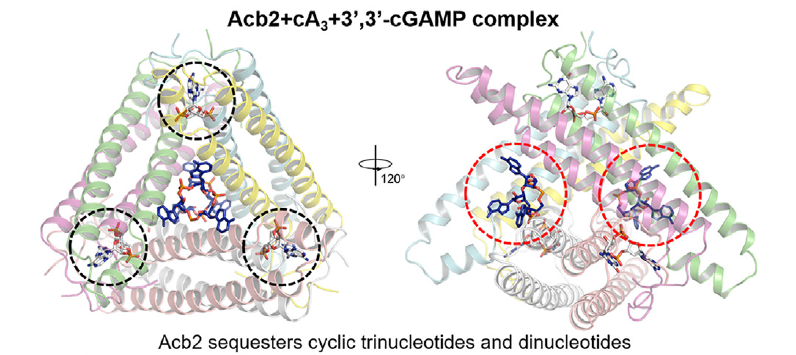 Acb2+cA₃+3’,3’-cGAMP complex
120°
Acb2 sequesters cyclic trinucleotides and dinucleotides